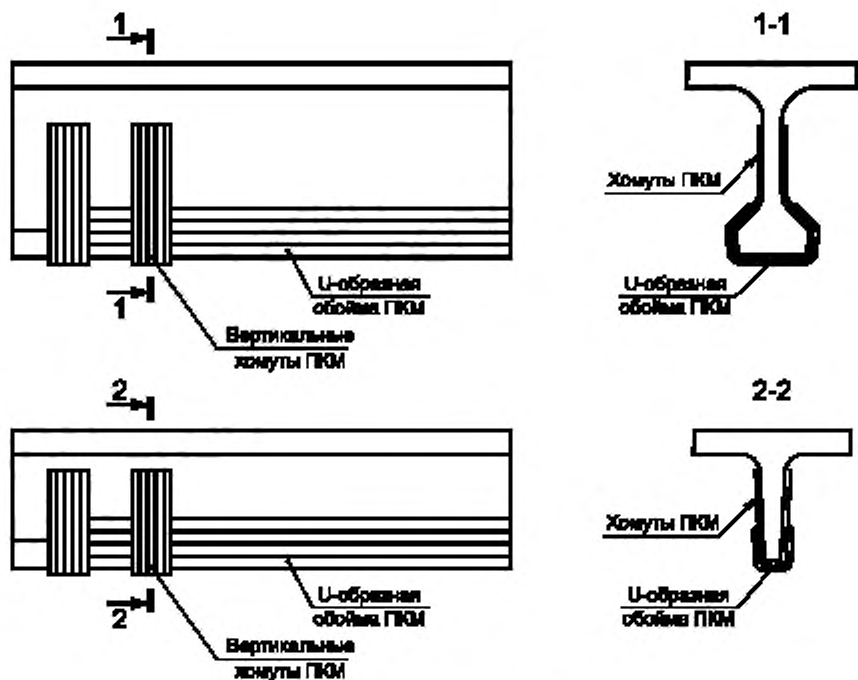 1
1-1
Хомуты ПКМ
U-образная
обойма ПКМ
U-образная
обойма ПКМ
1
Вертикальные
хомуты ПКМ
2
2-2
Хомуты ПКМ
U-образная
обойма ПКМ
U-образная
обойма ПКМ
2
Вертикальные
хомуты ПКМ